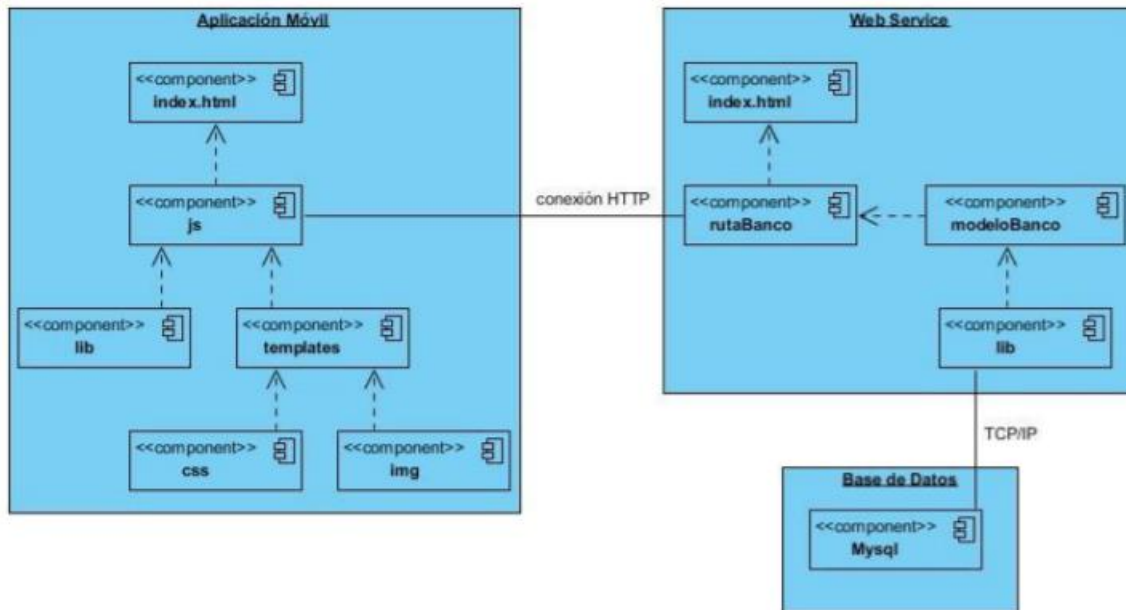 Aplicación Móvil
<<component>>
index.html
<<component>>
js
<<component>>
lib
<<component>>
templates
<<component>>
css
<<component>>
img
conexión HTTP
Web Service
<<component>>
index.html
<<component>>
rutaBanco
<<component>>
modeloBanco
<<component>>
lib
TCP/IP
Base de Datos
<<component>>
Mysql